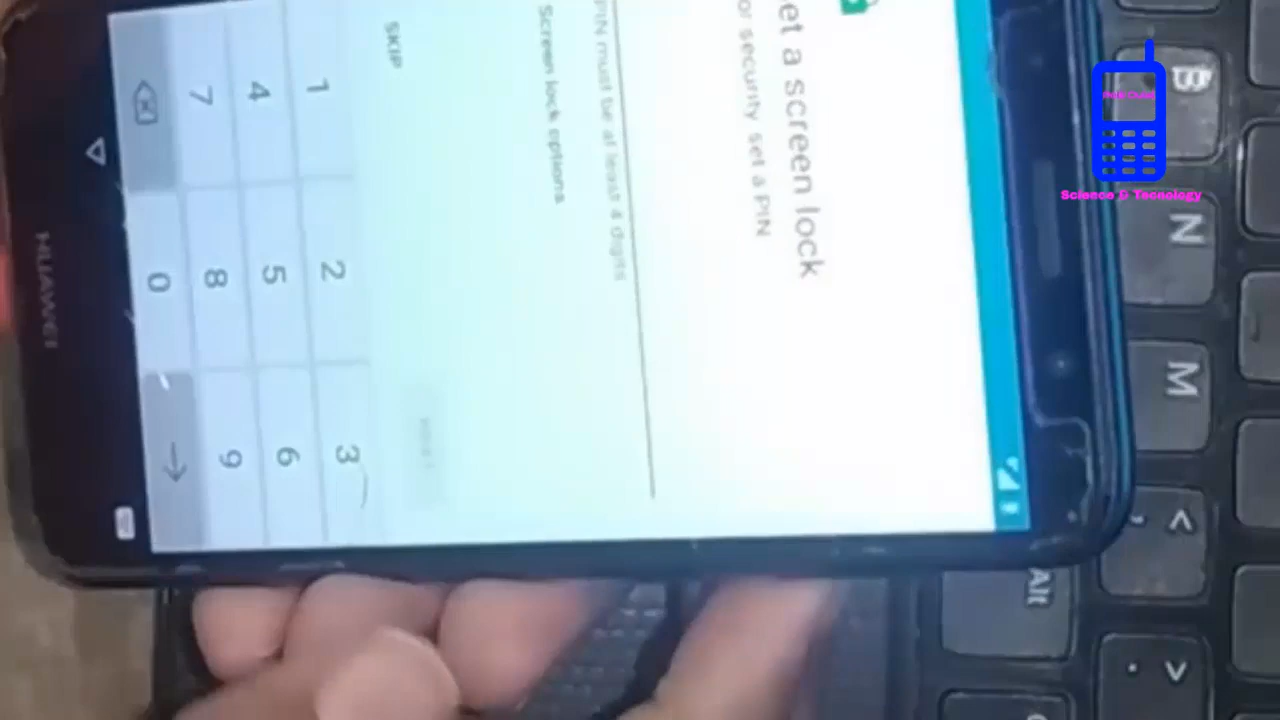 et a screen lock
or security set a PIN
PIN must be at least 4 digits
Screen lock options
SKIP
1 2 3
4 5 6
7 8 9
0
HUAWEI
B
N
M
<
,
Alt
>
.
Science & Tecnology